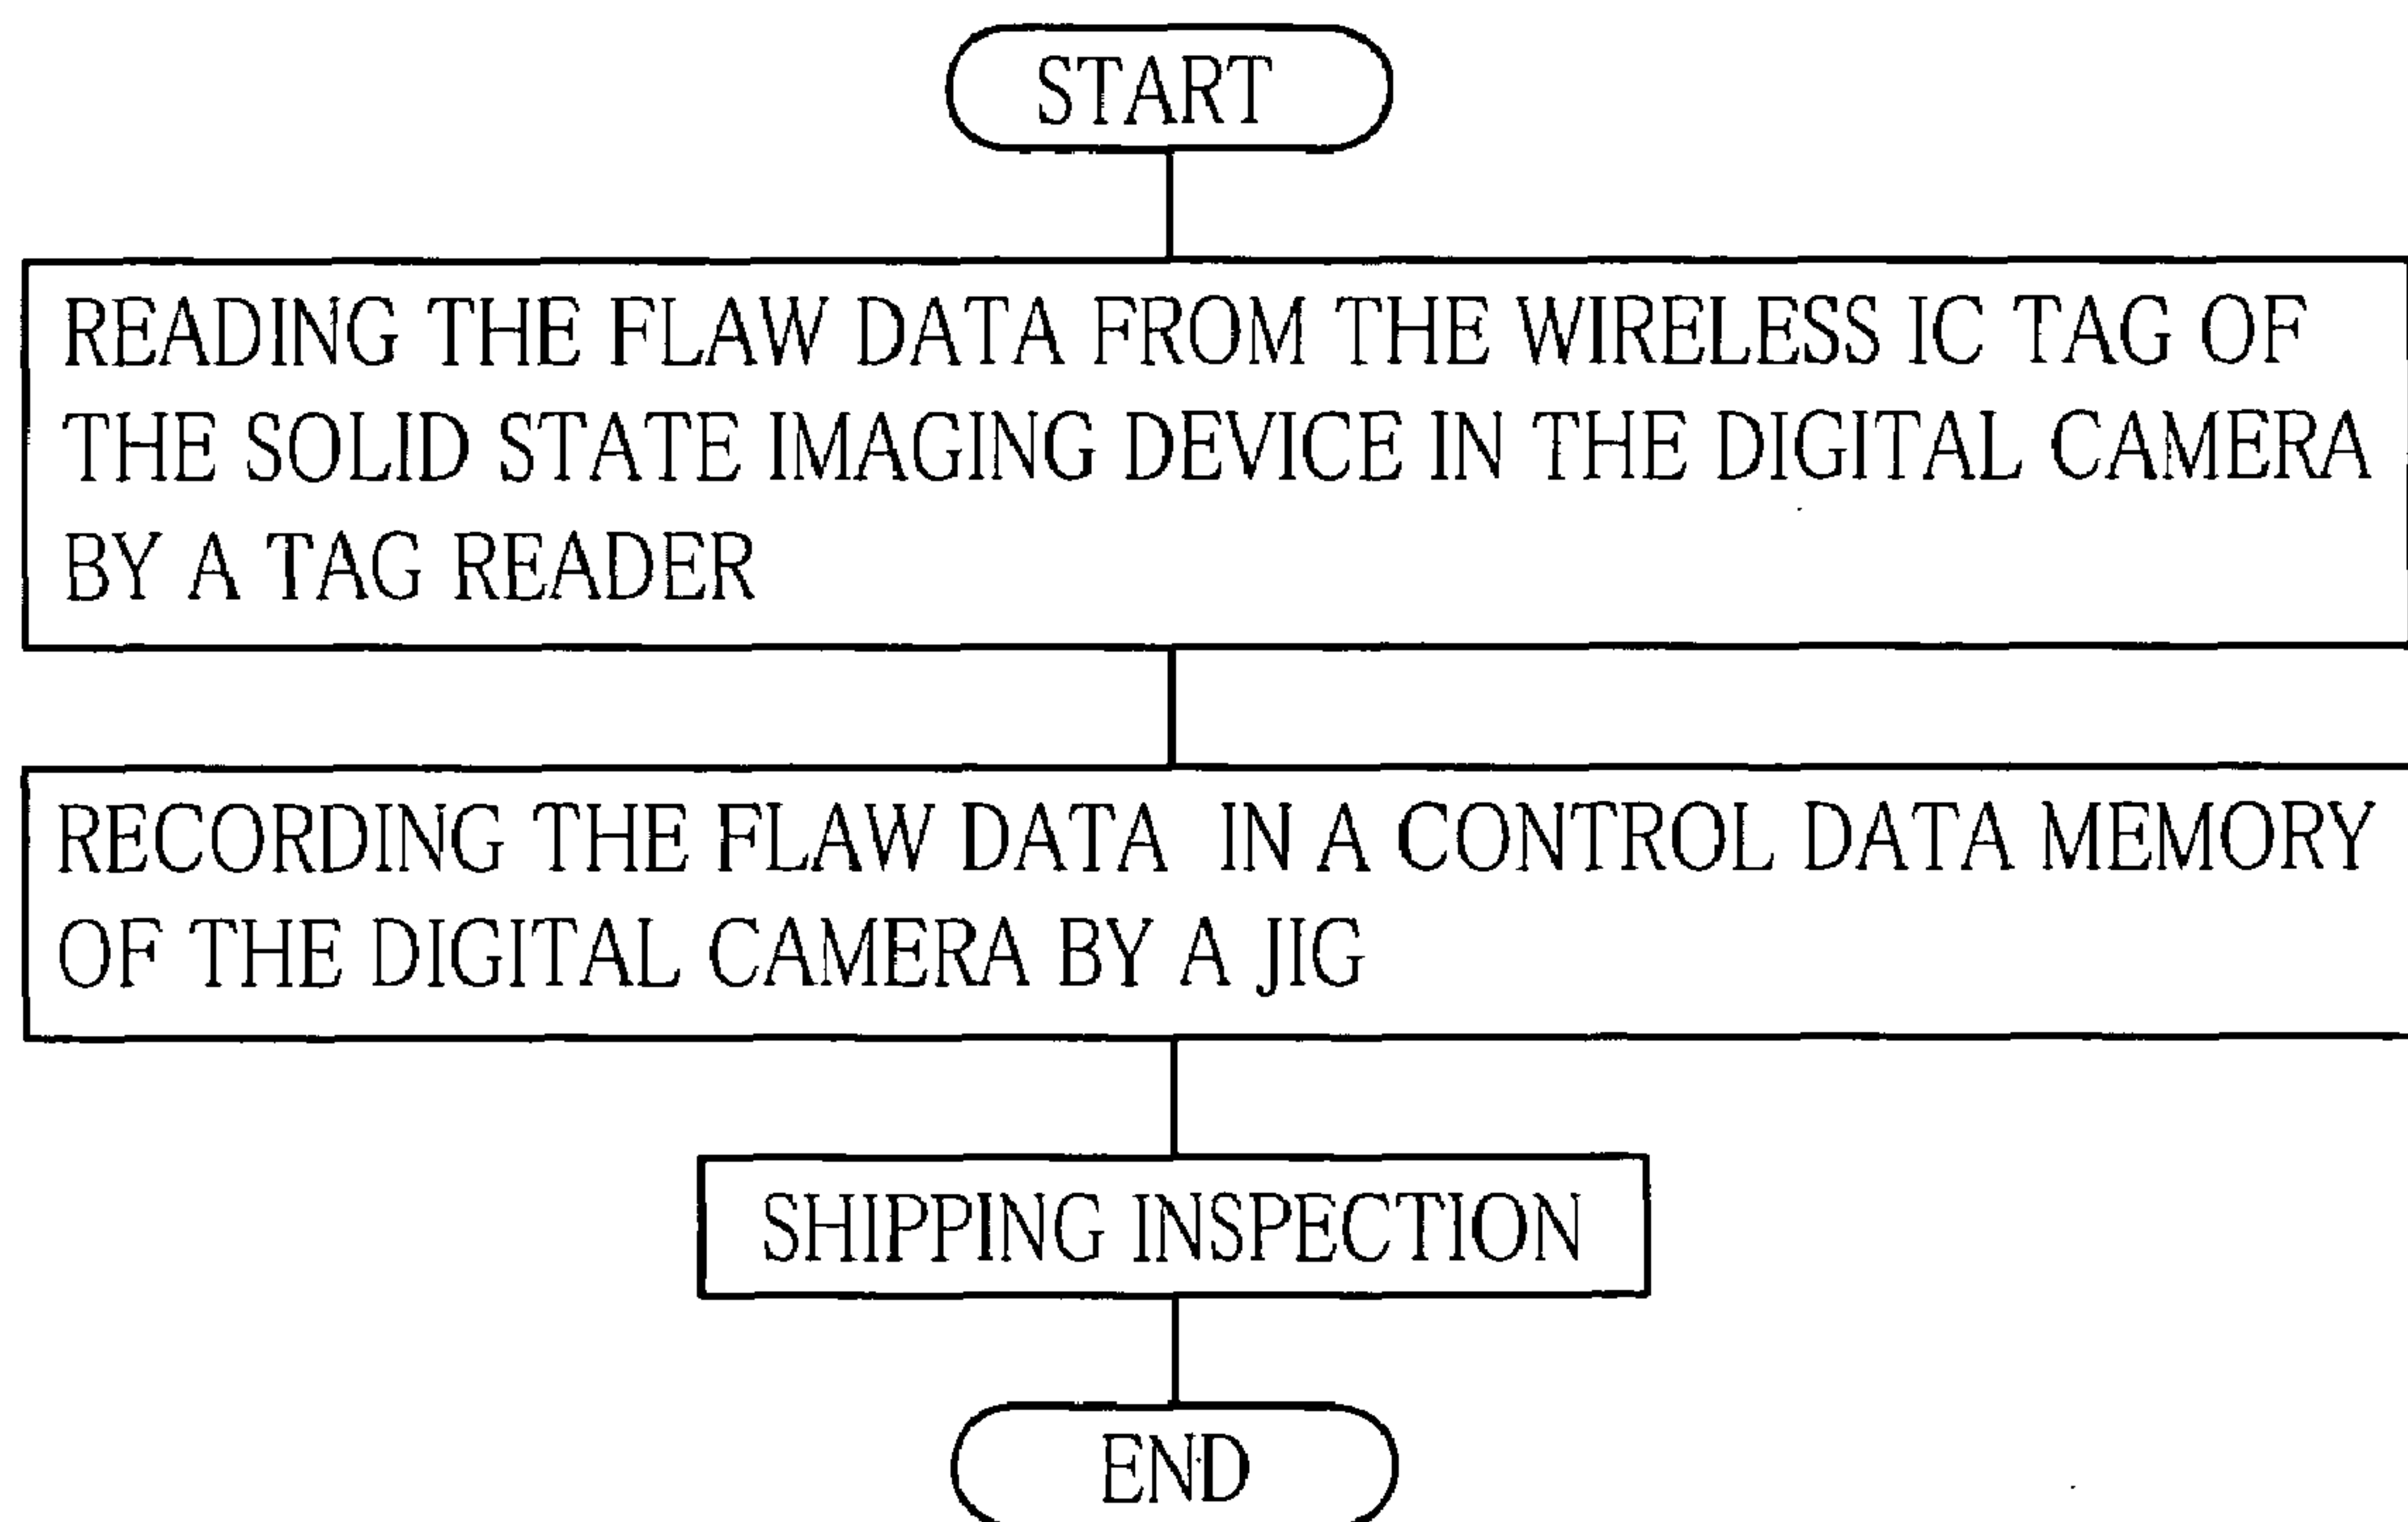 START
READING THE FLAW DATA FROM THE WIRELESS IC TAG OF
THE SOLID STATE IMAGING DEVICE IN THE DIGITAL CAMERA
BY A TAG READER
RECORDING THE FLAW DATA IN A CONTROL DATA MEMORY
OF THE DIGITAL CAMERA BY A JIG
SHIPPING INSPECTION
END